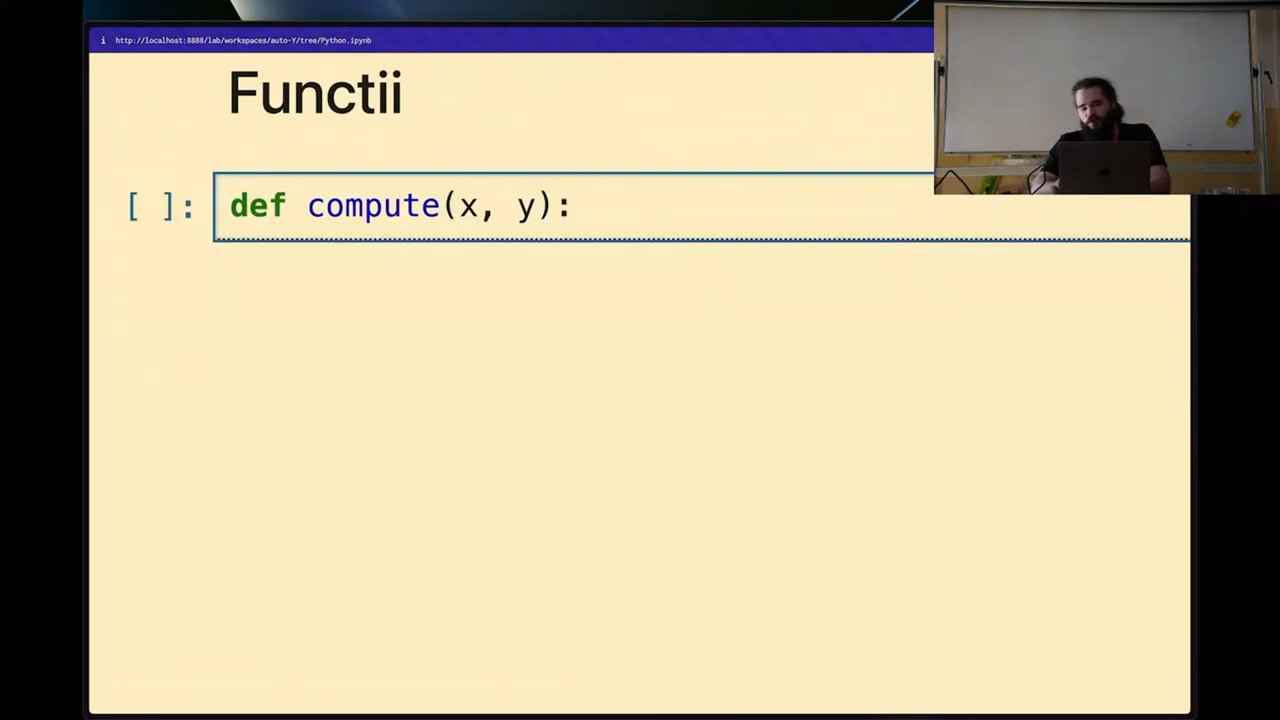 i http://localhost:8888/lab/workspaces/auto-Y/tree/Python.ipynb
Functii
[ ]: def compute(x, y):